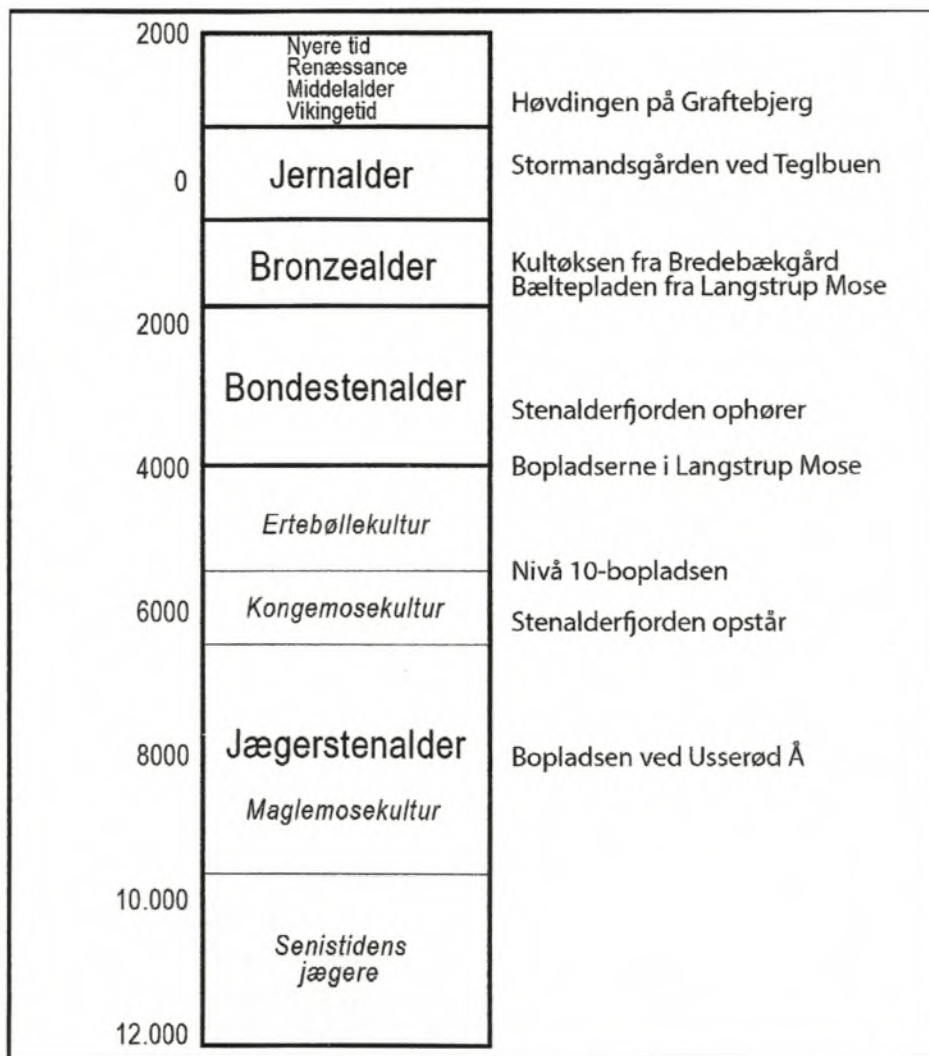 2000
Nyere tid
Renæssance
Middelalder
Vikingetid
Høvdingen på Graftebjerg
0
Jernalder
Stormandsgården ved Teglbuen
Bronzealder
Kultøksen fra Bredebækgård
Bæltepladen fra Langstrup Mose
2000
Bondestenalder
Stenalderfjorden ophører
4000
Bopladserne i Langstrup Mose
Ertebøllekultur
Nivå 10-bopladsen
6000
Kongemosekultur
Stenalderfjorden opstår
Jægerstenalder
8000
Bopladsen ved Usserød Å
Maglemosekultur
10.000
Senistidens
jægere
12.000